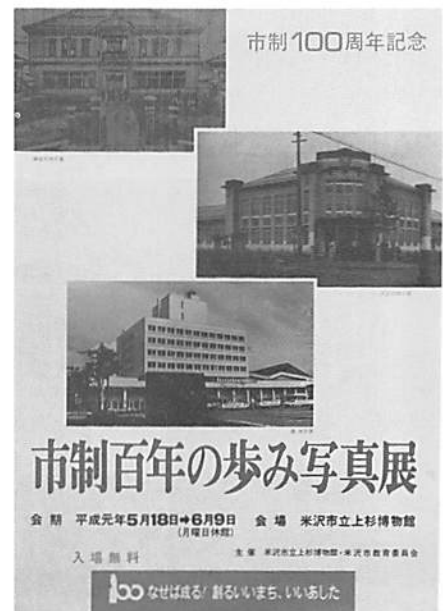 市制100周年記念
市制百年の歩み写真展
会期 平成元年5月18日➡6月9日 会場 米沢市立上杉博物館
(月曜日休館)
入場無料
主催 米沢市立上杉博物館・米沢市教育委員会
100 なせば成る! 創るいいまち、いいあした